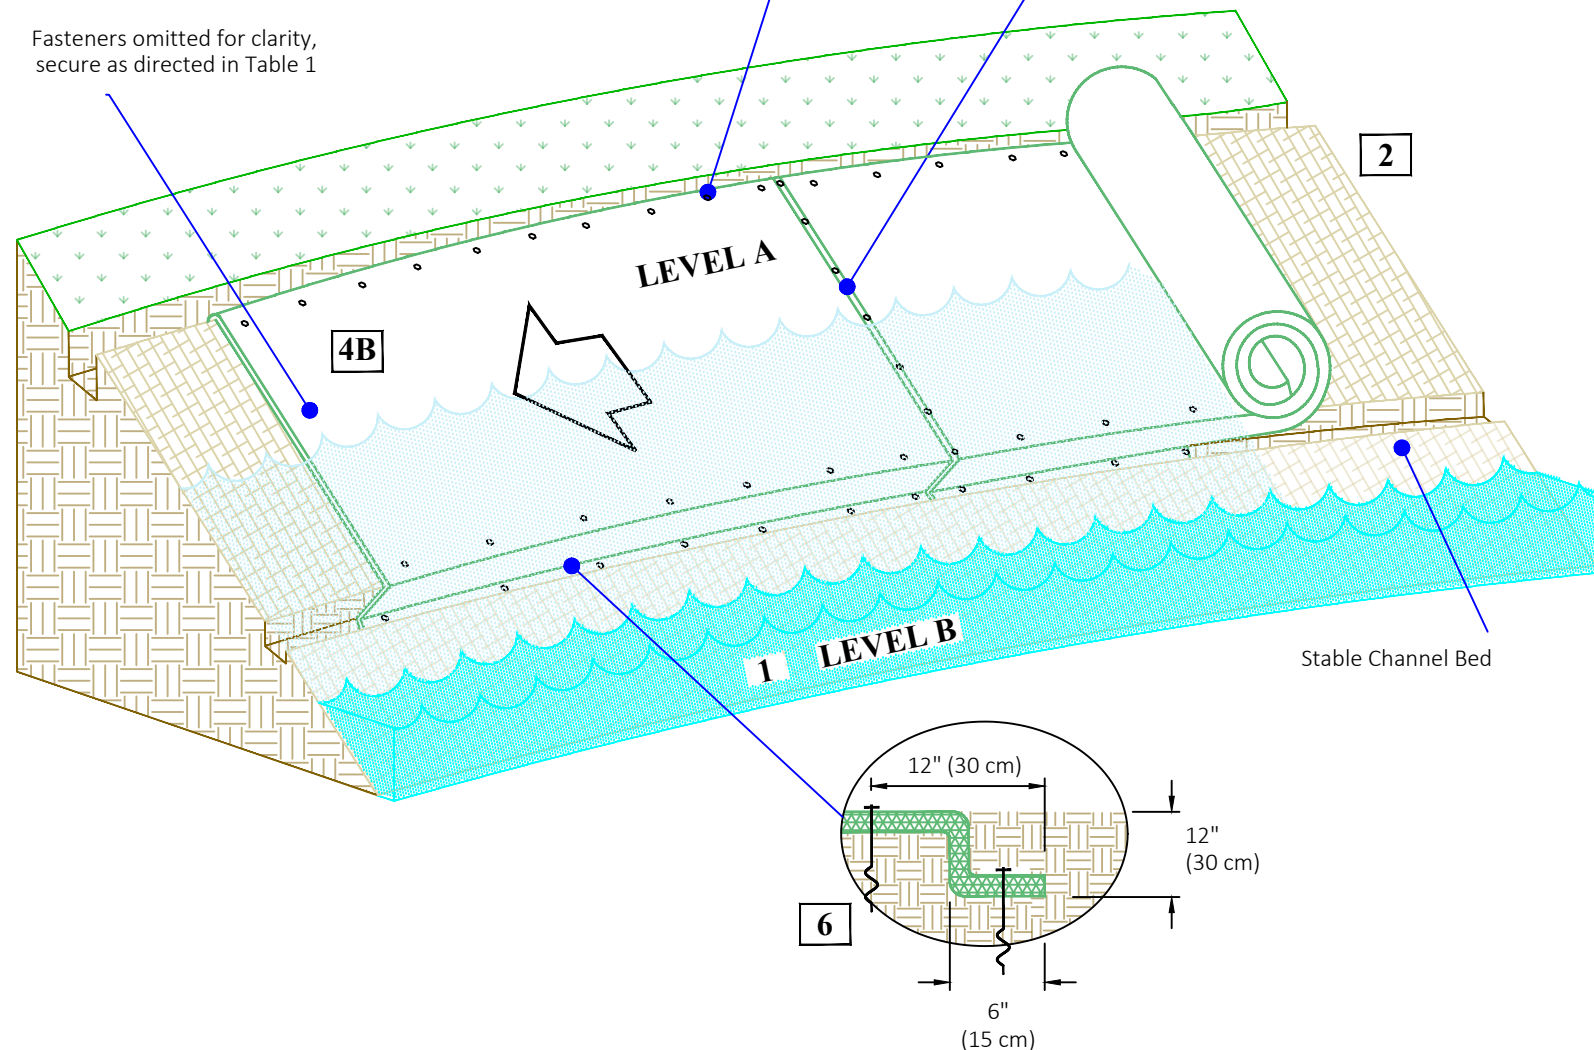 Fasteners omitted for clarity,
secure as directed in Table 1
2
LEVEL A
4B
1 LEVEL B
Stable Channel Bed
12" (30 cm)
12"
(30 cm)
6
6"
(15 cm)